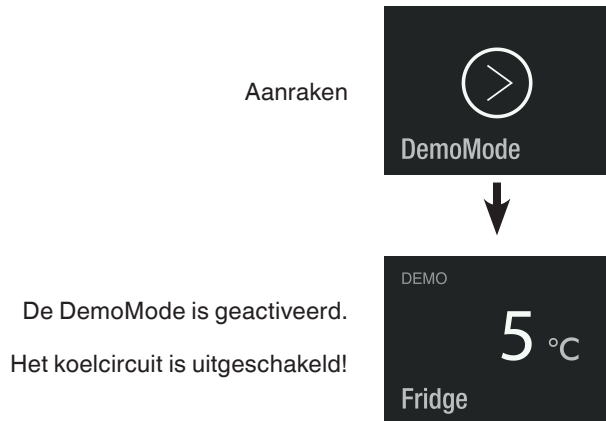 Aanraken
DemoMode
De DemoMode is geactiveerd.
Het koelcircuit is uitgeschakeld!
DEMO
5 °C
Fridge